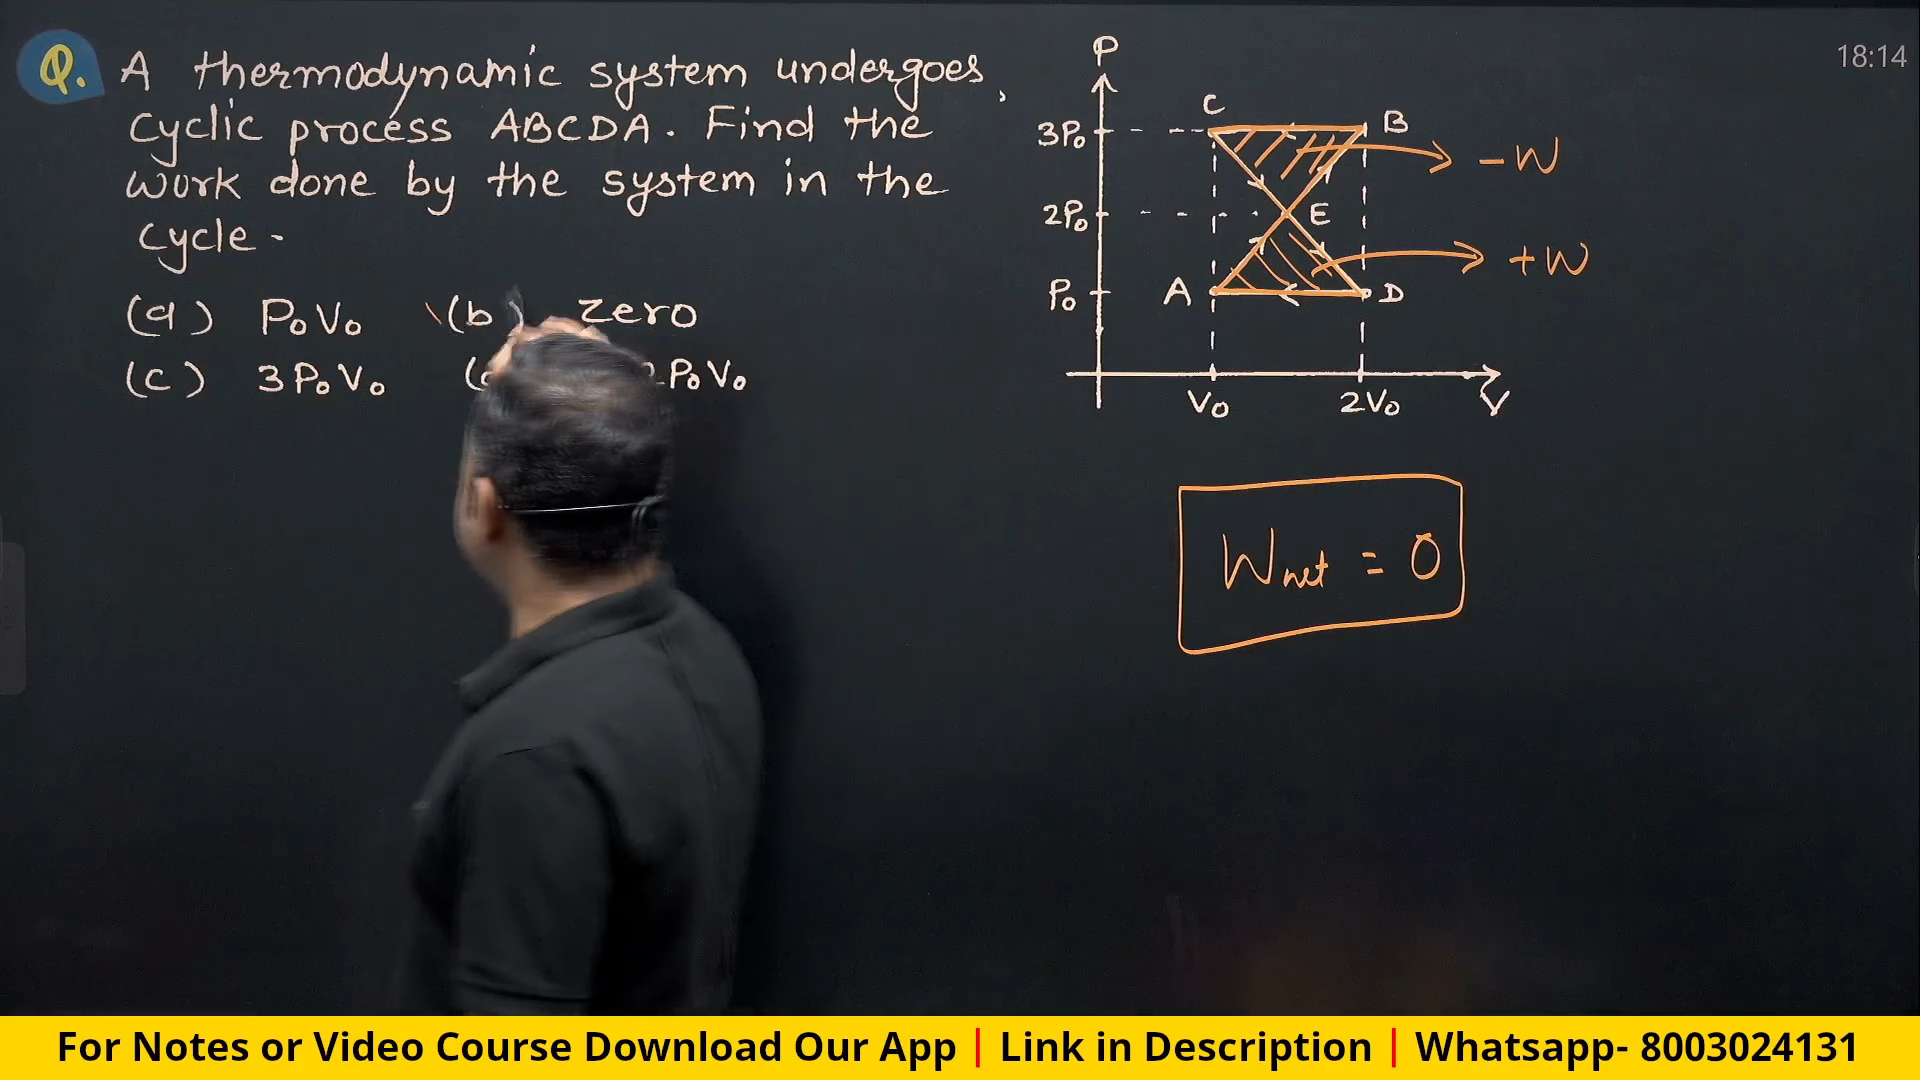 Q. A thermodynamic system undergoes
cyclic process ABCDA. Find the
work done by the system in the
cycle -
(a) P₀V₀ (b) Zero
(c) 3P₀V₀ P₀V₀
18:14
P
C
B
3P₀
-W
2P₀
E
+W
P₀
A
D
V₀
2V₀
V
Wnet = 0
For Notes or Video Course Download Our App | Link in Description | Whatsapp- 8003024131